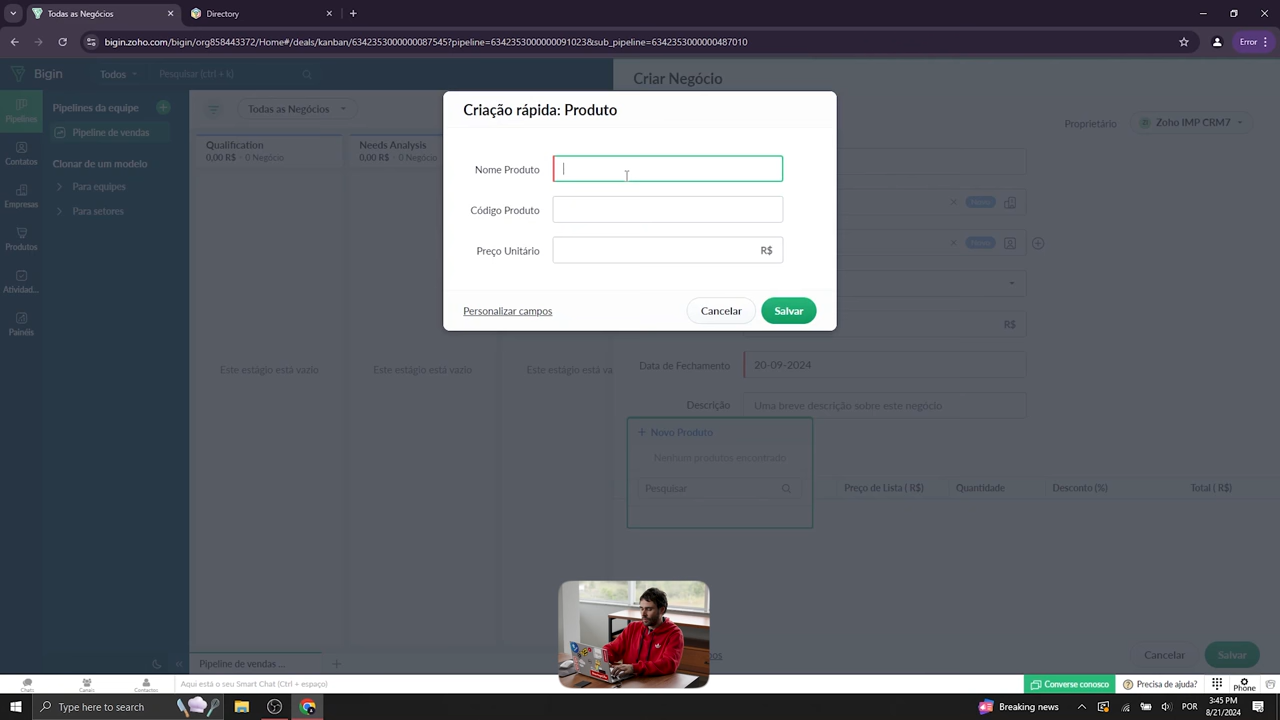 Todas as Negócios
Directory
bigin.zoho.com/bigin/org858444372/Home#/deals/kanban/6342353000000087545?pipeline=6342353000000091023&sub_pipeline=6342353000000487010
Error
Bigin
Todos
Pesquisar (ctrl + k)
Criar Negócio
Pipelines
Contatos
Empresas
Produtos
Atividad...
Painéis
Pipelines da equipe
Pipeline de vendas
Clonar de um modelo
Para equipes
Para setores
Todas as Negócios
Qualification
0,00 R$ · 0 Negócio
Needs Analysis
0,00 R$ · 0 Negócio
Este estágio está vazio
Este estágio está vazio
Este estágio está va
Criação rápida: Produto
Nome Produto
Código Produto
Preço Unitário
R$
Personalizar campos
Cancelar
Salvar
Proprietário
Zoho IMP CRM7
R$
Data de Fechamento
20-09-2024
Descrição
Uma breve descrição sobre este negócio
+ Novo Produto
Nenhum produtos encontrado
Pesquisar
Preço de Lista ( R$)
Quantidade
Desconto (%)
Total ( R$)
Cancelar
Salvar
Pipeline de vendas ...
Chats
Canais
Contactos
Aqui está o seu Smart Chat (Ctrl + espaço)
Converse conosco
Precisa de ajuda?
Phone
Type here to search
Breaking news
POR
3:45 PM
8/21/2024